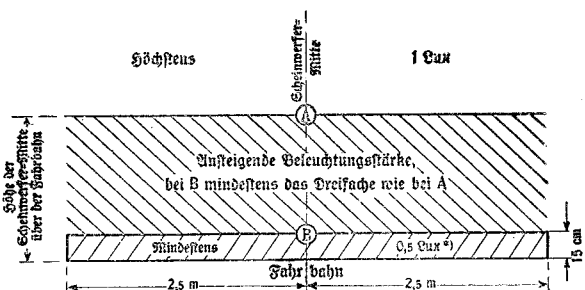 Höchstens
Scheinwerfer-
Mitte
1 Lux
A
Höhe der
Scheinwerfer-Mitte
über der Fahrbahn
Ansteigende Beleuchtungsstärke,
bei B mindestens das Dreifache wie bei A
B
Mindestens
0,5 Lux *)
15 cm
Fahrbahn
2,5 m
2,5 m